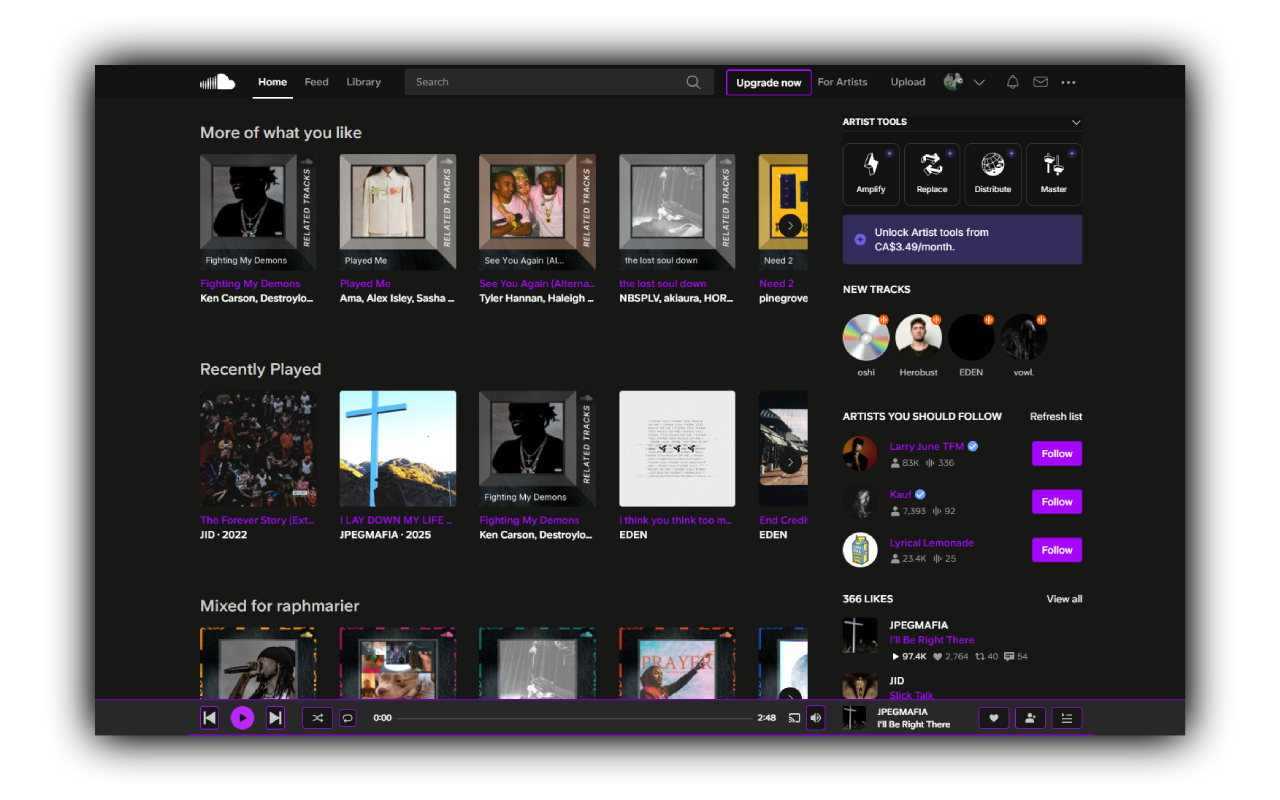 Home Feed Library Search Upgrade now For Artists Upload
More of what you like
RELATED TRACKS RELATED TRACKS RELATED TRACKS RELATED TRACKS
Fighting My Demons Played Me See You Again (Al... the lost soul down Need 2
Fighting My Demons Played Me See You Again (Alterna... the lost soul down Need 2
Ken Carson, Destroylo... Ama, Alex Isley, Sasha ... Tyler Hannan, Haleigh ... NBSPLV, akiaura, HOR... pinegrove
ARTIST TOOLS
Amplify Replace Distribute Master
Unlock Artist tools from
CA$3.49/month.
NEW TRACKS
oshi Herobust EDEN vowl.
Recently Played
RELATED TRACKS
Fighting My Demons
The Forever Story (Ext... I LAY DOWN MY LIFE ... Fighting My Demons i think you think too m... End Credi
JID · 2022 JPEGMAFIA · 2025 Ken Carson, Destroylo... EDEN EDEN
ARTISTS YOU SHOULD FOLLOW Refresh list
Larry June TFM
83K 336
Follow
Kauf
7,393 92
Follow
Lyrical Lemonade
23.4K 25
Follow
Mixed for raphmarier
PRAYER
366 LIKES View all
JPEGMAFIA
I'll Be Right There
97.4K 2,764 40 54
JID
Slick Talk
0:00 2:48
JPEGMAFIA
I'll Be Right There